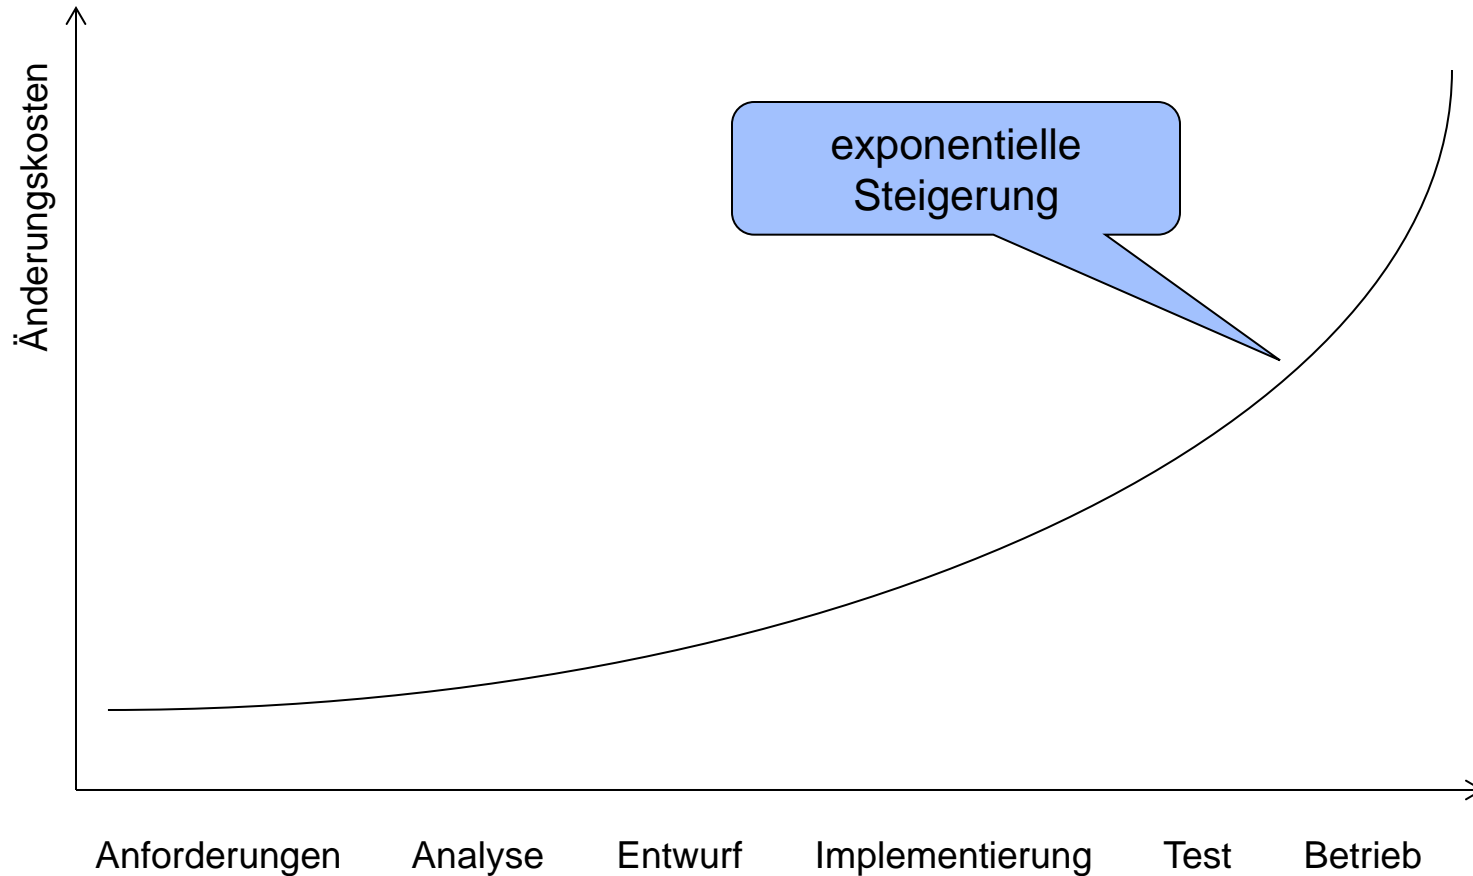 Änderungskosten
exponentielle
Steigerung
Anforderungen Analyse Entwurf Implementierung Test Betrieb